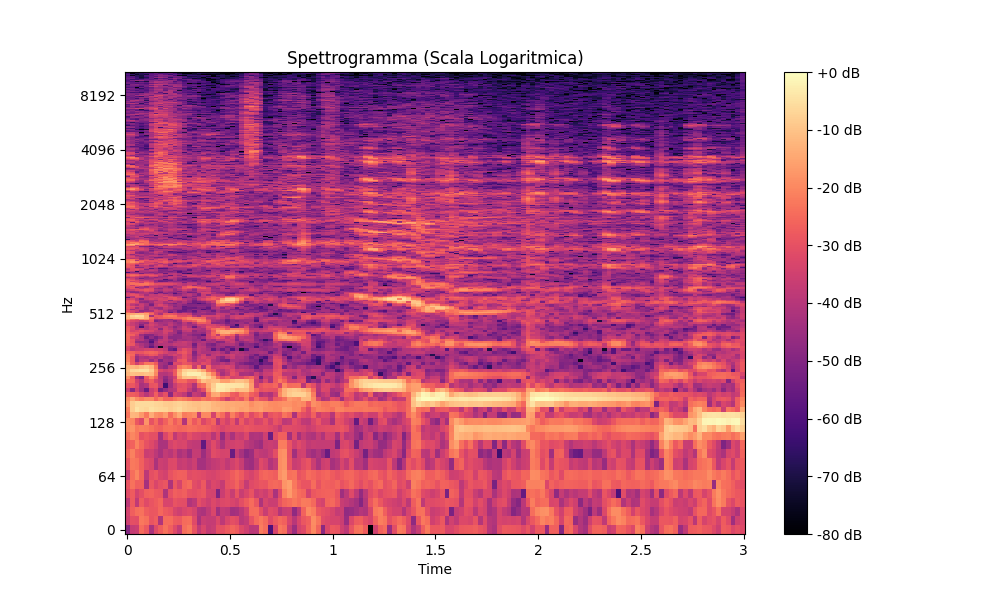 Spettrogramma (Scala Logaritmica)
Hz
8192
4096
2048
1024
512
256
128
64
0
0
0.5
1
1.5
2
2.5
3
Time
+0 dB
-10 dB
-20 dB
-30 dB
-40 dB
-50 dB
-60 dB
-70 dB
-80 dB